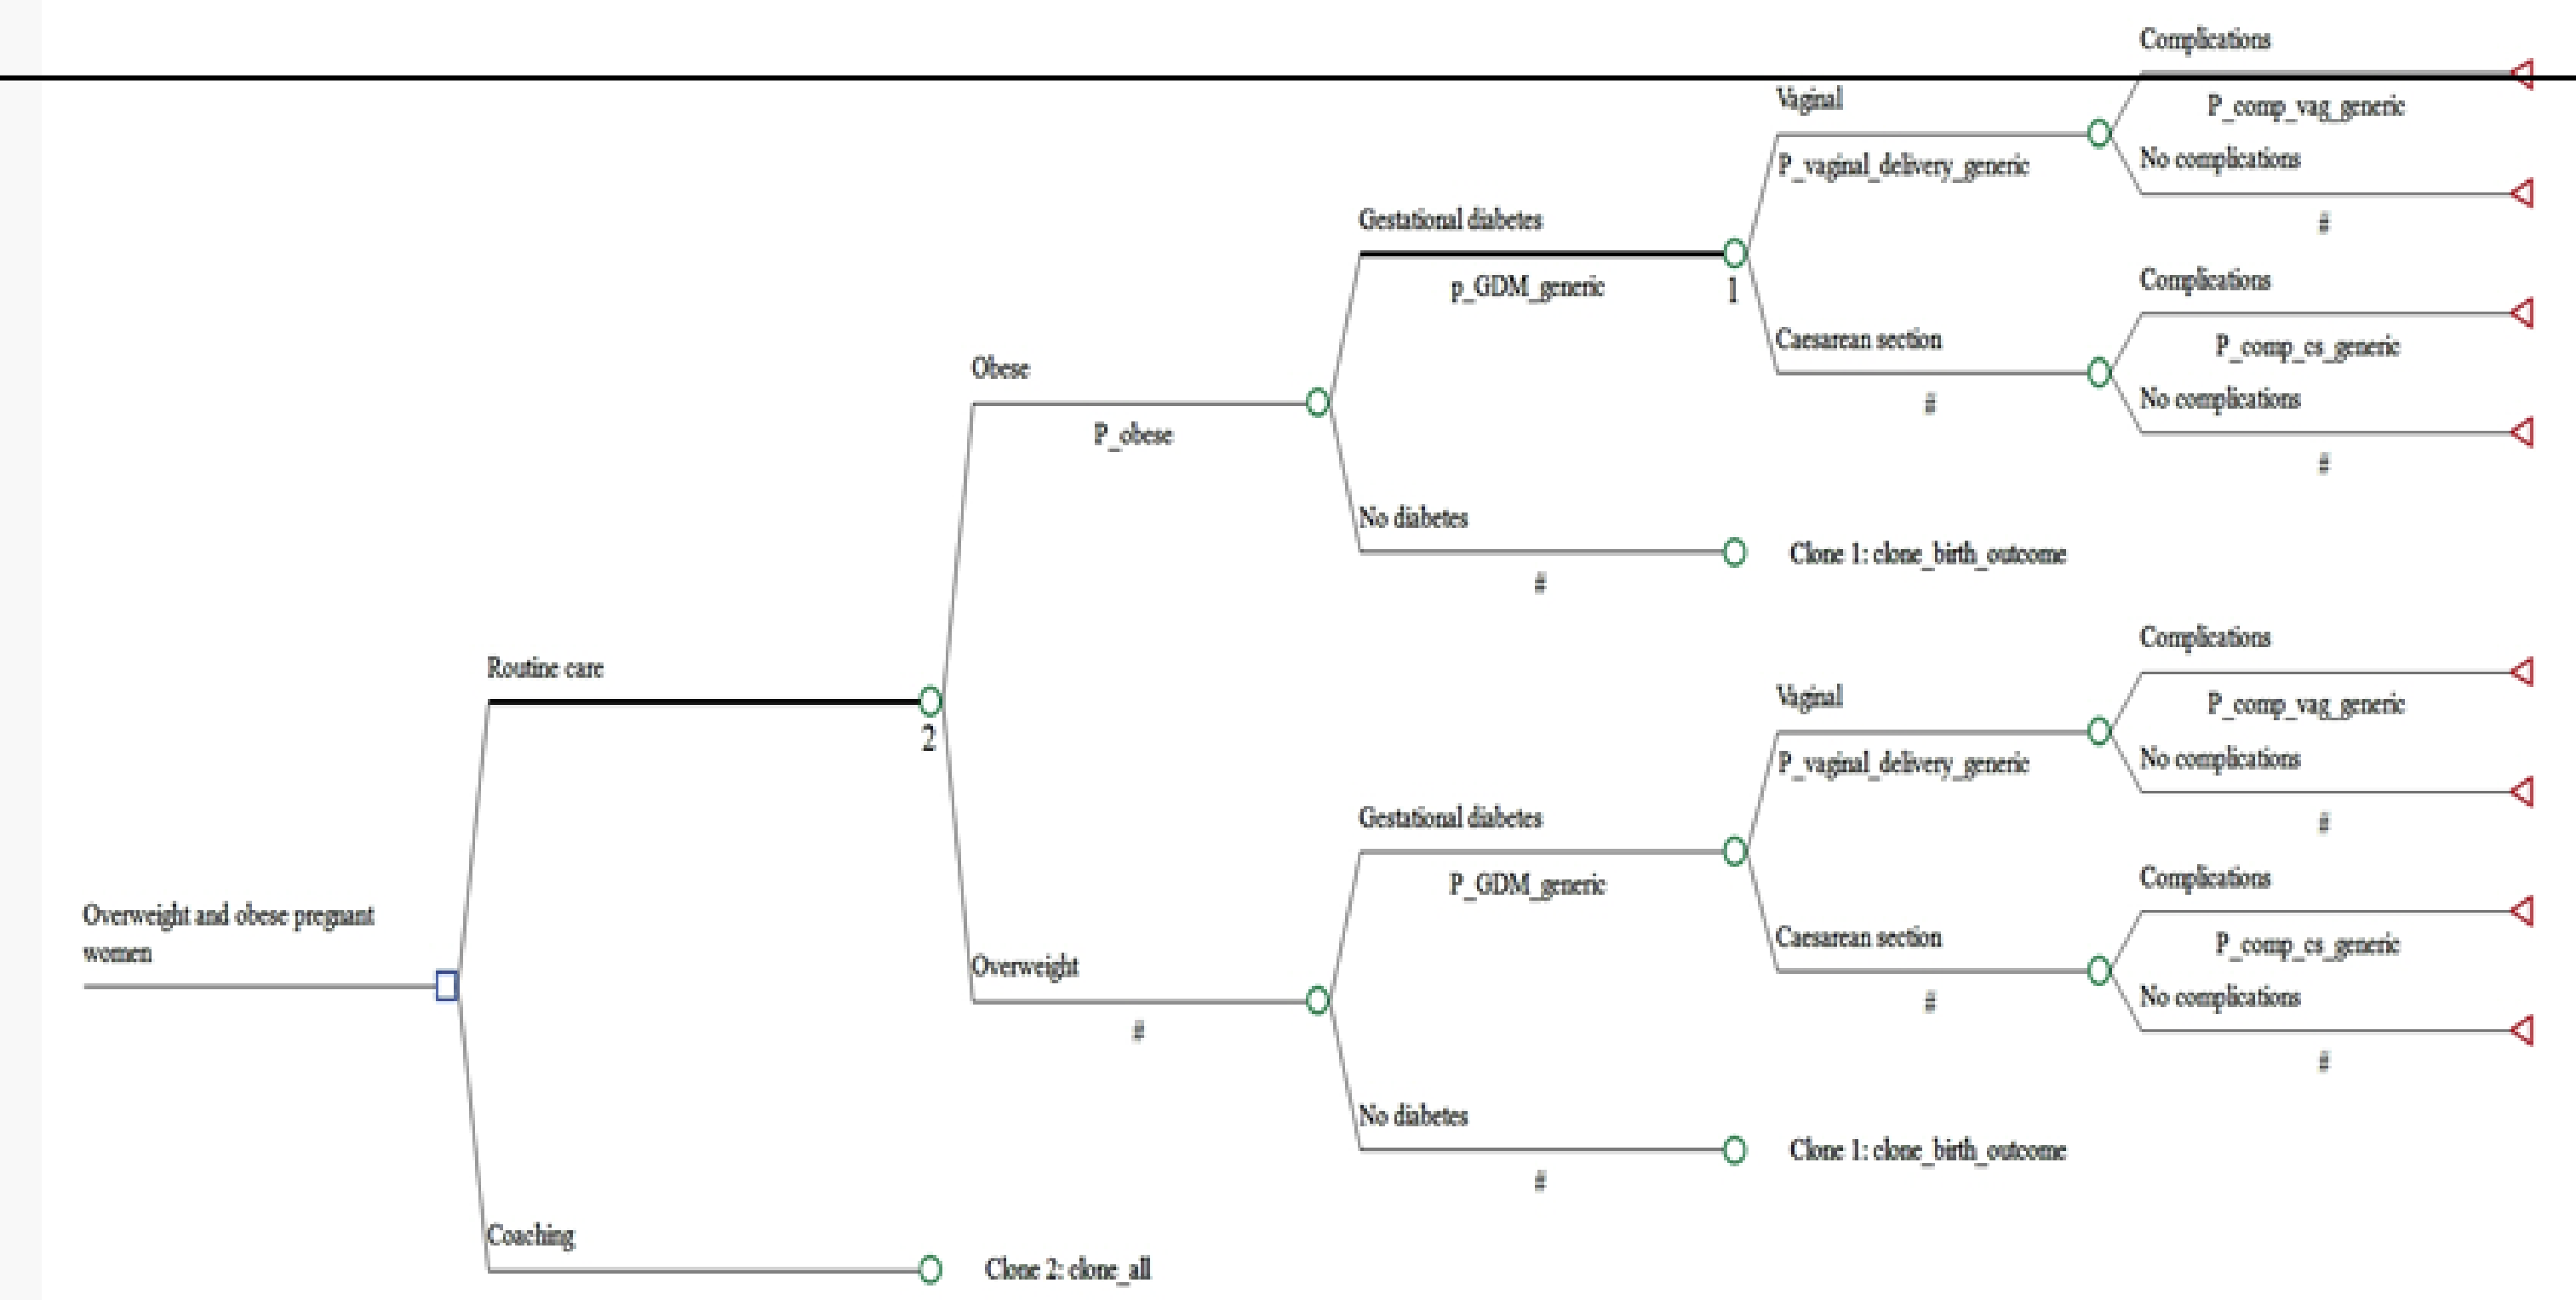 Complications
P_comp_vag_generic
Vaginal
P_vaginal_delivery_generic
No complications
#
Gestational diabetes
p_GDM_generic
1
Complications
P_comp_cs_generic
Caesarean section
#
No complications
#
Obese
P_obese
No diabetes
#
Clone 1: clone_birth_outcome
Routine care
2
Complications
P_comp_vag_generic
Vaginal
P_vaginal_delivery_generic
No complications
#
Gestational diabetes
P_GDM_generic
Complications
P_comp_cs_generic
Caesarean section
#
No complications
#
Overweight and obese pregnant
women
Overweight
#
No diabetes
#
Clone 1: clone_birth_outcome
Coaching
Clone 2: clone_all